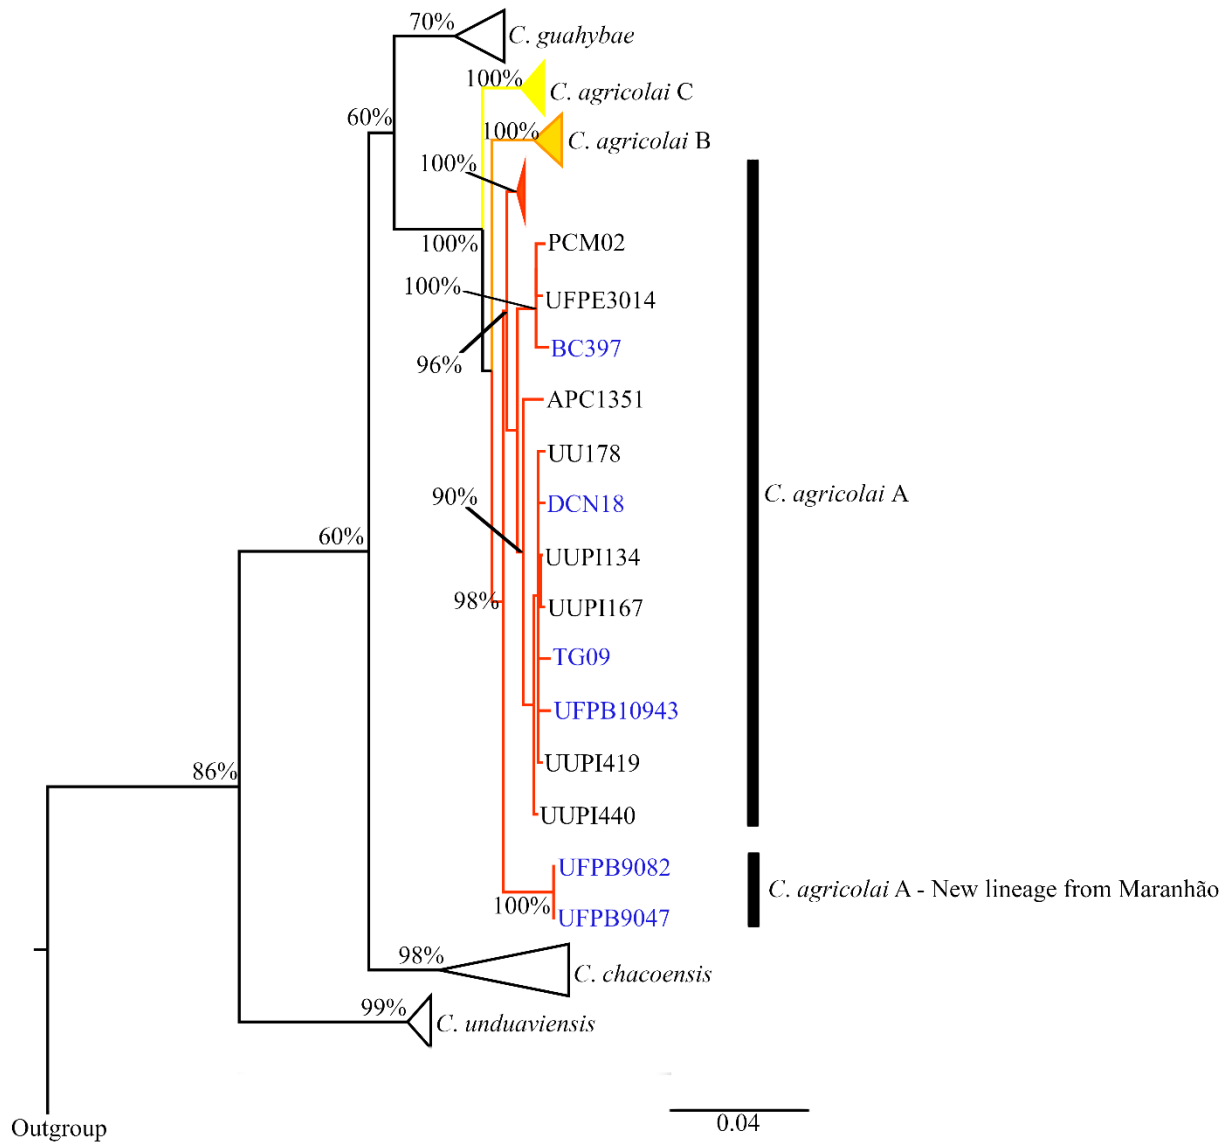 70%
C. guahybae
100%
C. agricolai C
60%
100%
C. agricolai B
100%
100%
PCM02
100%
UFPE3014
BC397
96%
APC1351
UU178
90%
DCN18
C. agricolai A
60%
UUPI134
98%
UUPI167
TG09
UFPB10943
86%
UUPI419
UUPI440
UFPB9082
C. agricolai A - New lineage from Maranhão
100%
UFPB9047
98%
C. chacoensis
99%
C. unduaviensis
Outgroup
0.04